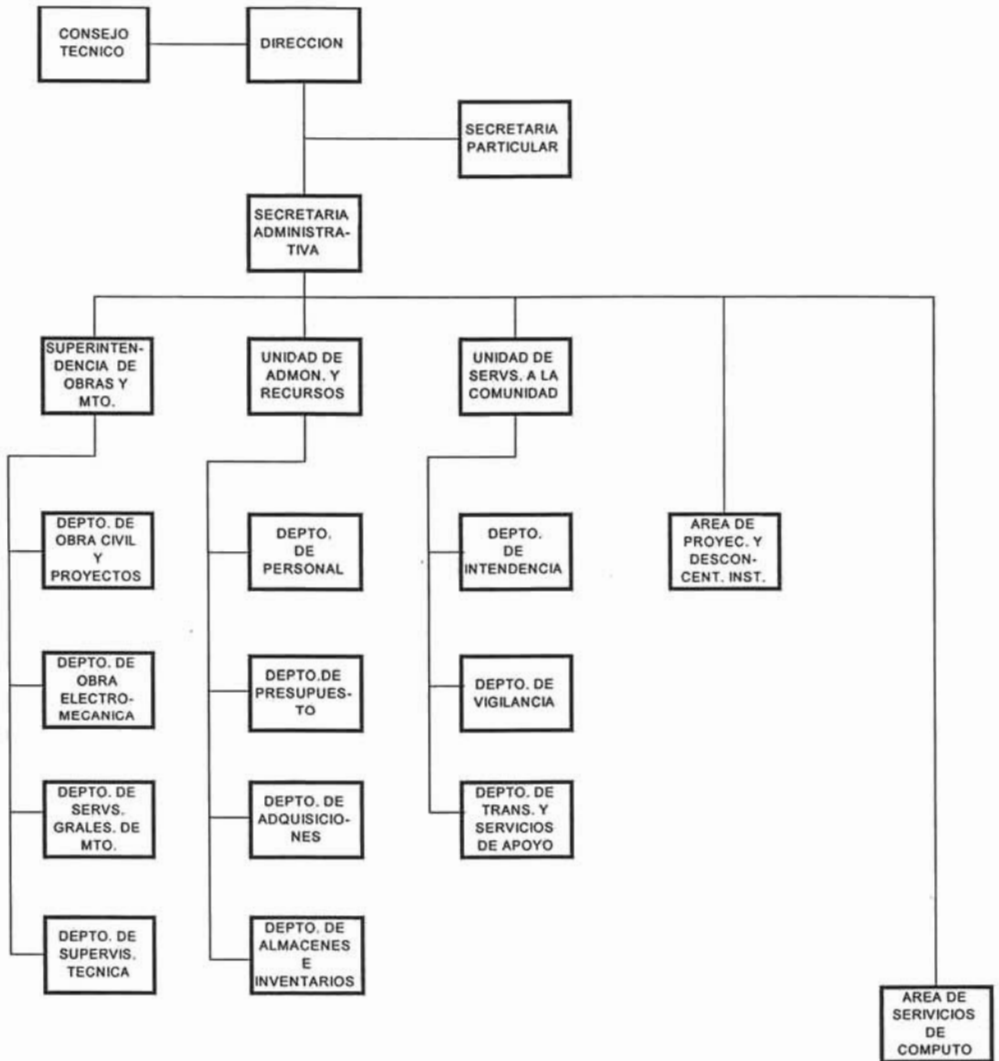 CONSEJO
TECNICO
DIRECCION
SECRETARIA
PARTICULAR
SECRETARIA
ADMINISTRA-
TIVA
SUPERINTEN-
DENCIA DE
OBRAS Y
MTO.
UNIDAD DE
ADMON. Y
RECURSOS
UNIDAD DE
SERVS. A LA
COMUNIDAD
DEPTO. DE
OBRA CIVIL
Y
PROYECTOS
DEPTO.
DE
PERSONAL
DEPTO.
DE
INTENDENCIA
AREA DE
PROYEC. Y
DESCON-
CENT. INST.
DEPTO. DE
OBRA
ELECTRO-
MECANICA
DEPTO.DE
PRESUPUES-
TO
DEPTO. DE
VIGILANCIA
DEPTO. DE
SERVS.
GRALES. DE
MTO.
DEPTO. DE
ADQUISICIO-
NES
DEPTO. DE
TRANS. Y
SERVICIOS
DE APOYO
DEPTO. DE
SUPERVIS.
TECNICA
DEPTO. DE
ALMACENES
E
INVENTARIOS
AREA DE
SERIVICIOS
DE
COMPUTO